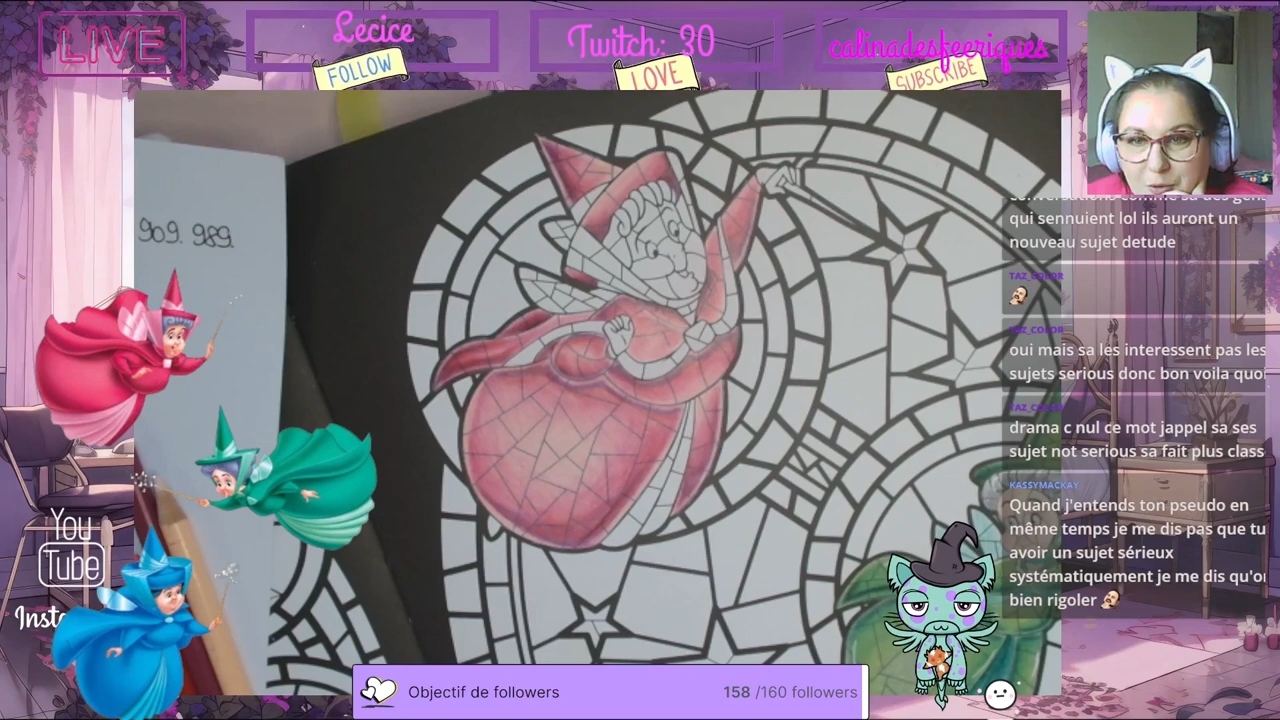 LIVE
Lecice
FOLLOW
Twitch: 30
LOVE
calinadesfeeriques
SUBSCRIBE
909. 989.
qui sennuient lol ils auront un
nouveau sujet detude
TAZ_COLOR
TAZ_COLOR
oui mais sa les interessent pas les
sujets serious donc bon voila quoi
TAZ_COLOR
drama c nul ce mot jappel sa ses
sujet not serious sa fait plus class
KASSYMACKAY
Quand j'entends ton pseudo en
même temps je me dis pas que tu
avoir un sujet sérieux
systématiquement je me dis qu'o
bien rigoler
You
Tube
Inst
Objectif de followers
158 /160 followers